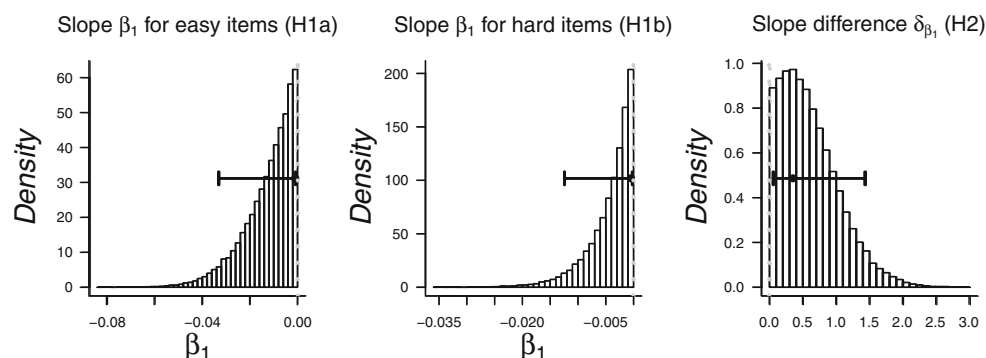 Slope β₁ for easy items (H1a)
Slope β₁ for hard items (H1b)
Slope difference δβ₁ (H2)
Density
60
50
40
30
20
10
0
−0.08
−0.04
0.00
β₁
Density
200
150
100
50
0
−0.035
−0.020
−0.005
β₁
Density
1.0
0.8
0.6
0.4
0.2
0.0
0.0 0.5 1.0 1.5 2.0 2.5 3.0